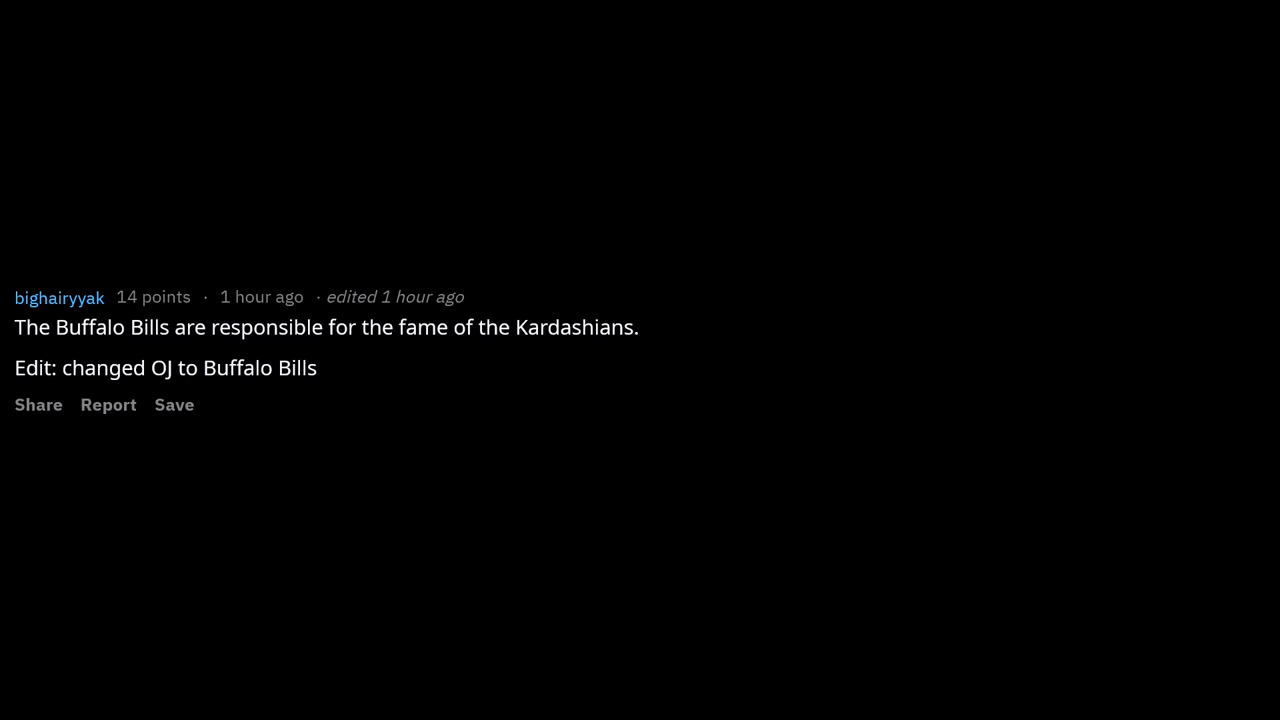 bighairyyak 14 points · 1 hour ago · edited 1 hour ago
The Buffalo Bills are responsible for the fame of the Kardashians.
Edit: changed OJ to Buffalo Bills
Share Report Save